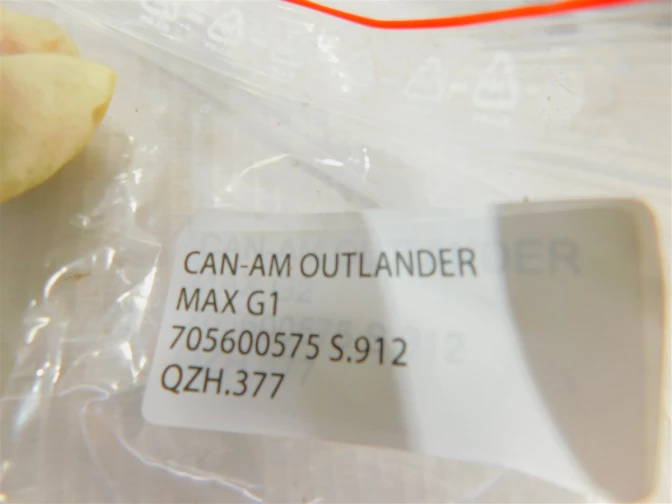 CAN-AM OUTLANDER
MAX G1
705600575 S.912
QZH.377